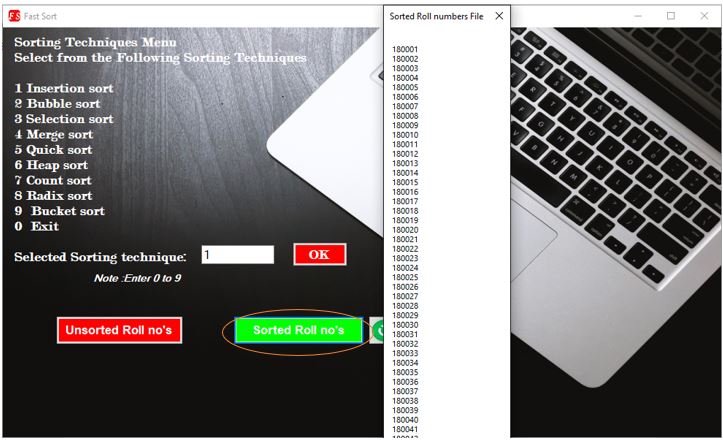 FS Fast Sort
Sorting Techniques Menu
Select from the Following Sorting Techniques
1 Insertion sort
2 Bubble sort
3 Selection sort
4 Merge sort
5 Quick sort
6 Heap sort
7 Count sort
8 Radix sort
9 Bucket sort
0 Exit
Selected Sorting technique: 1 OK
Note :Enter 0 to 9
Unsorted Roll no's Sorted Roll no's
Sorted Roll numbers File
180001
180002
180003
180004
180005
180006
180007
180008
180009
180010
180011
180012
180013
180014
180015
180016
180017
180018
180019
180020
180021
180022
180023
180024
180025
180026
180027
180028
180029
180030
180031
180032
180033
180034
180035
180036
180037
180038
180039
180040
180041